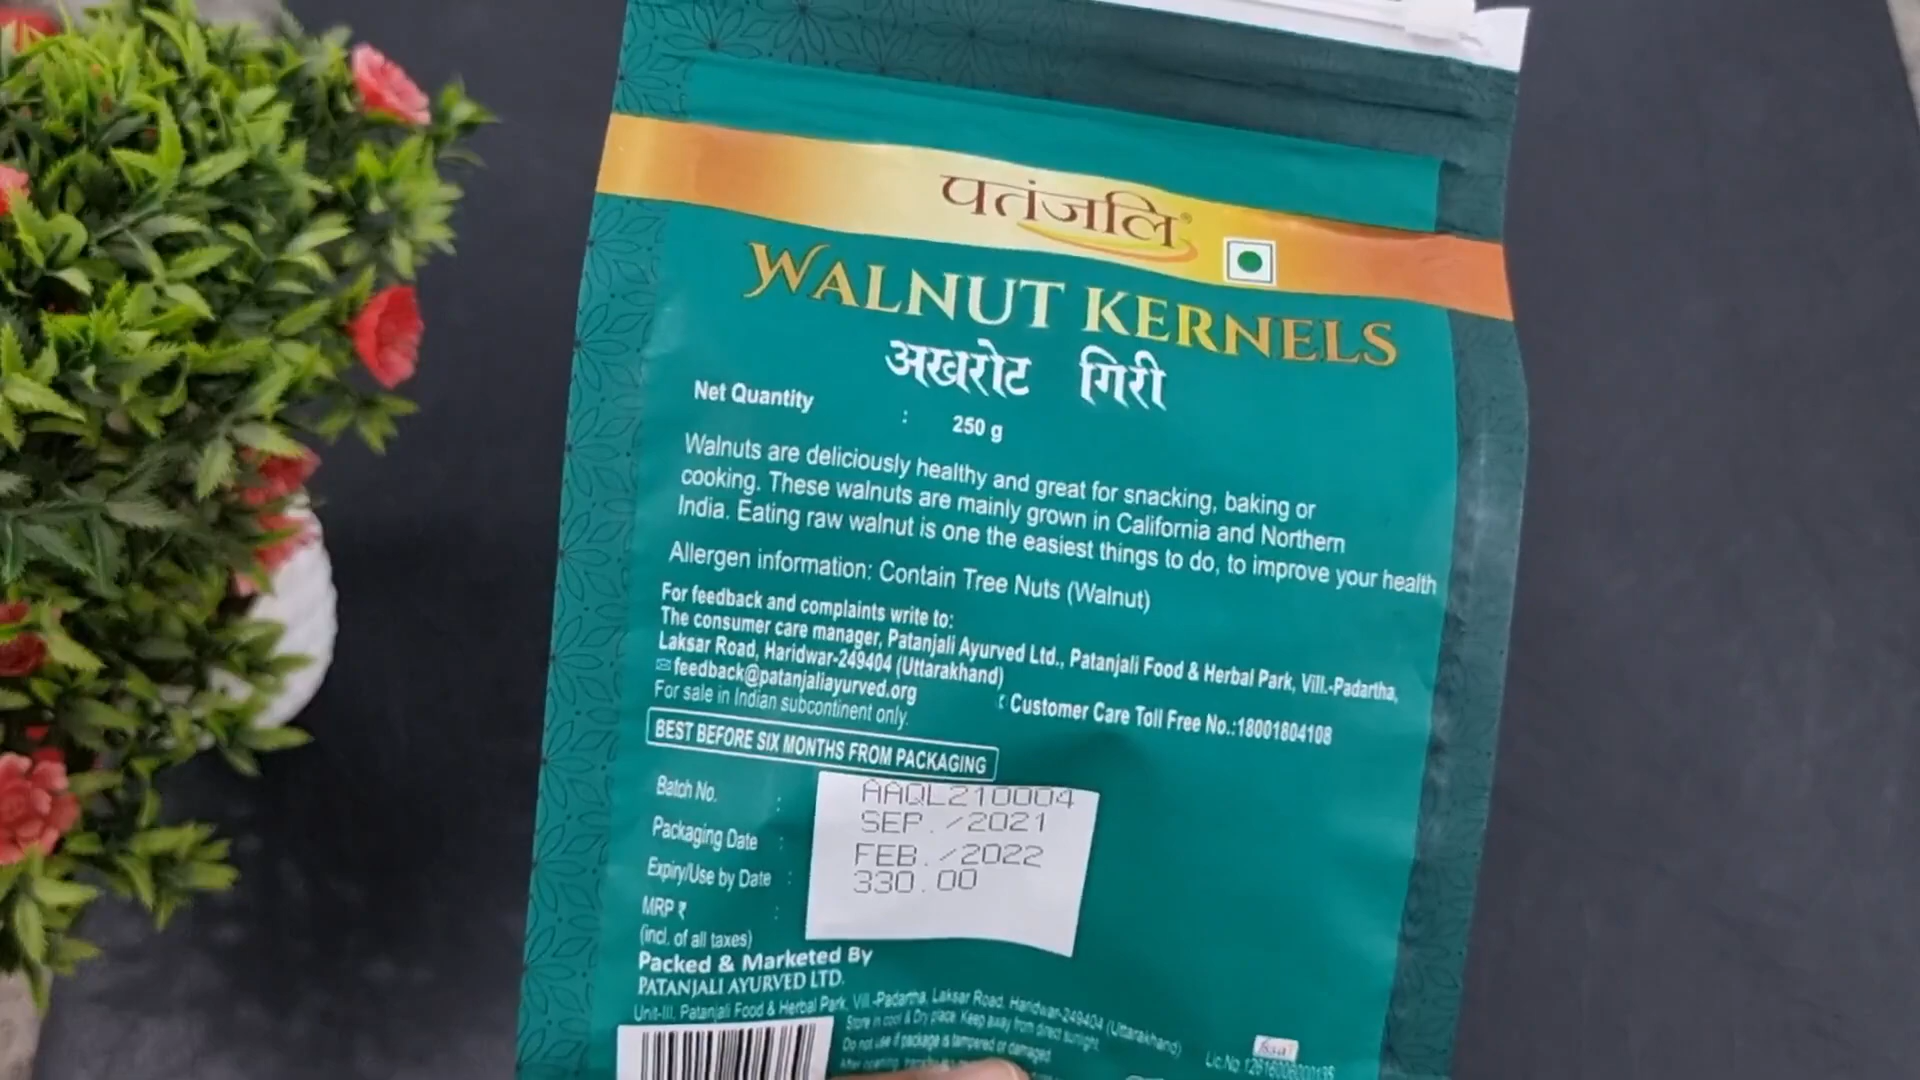 पतंजलि®
WALNUT KERNELS
अखरोट गिरी
Net Quantity : 250 g
Walnuts are deliciously healthy and great for snacking, baking or
cooking. These walnuts are mainly grown in California and Northern
India. Eating raw walnut is one the easiest things to do, to improve your health
Allergen information: Contain Tree Nuts (Walnut)
For feedback and complaints write to:
The consumer care manager, Patanjali Ayurved Ltd., Patanjali Food & Herbal Park, Vill.-Padartha,
Laksar Road, Haridwar-249404 (Uttarakhand)
feedback@patanjaliayurved.org
Customer Care Toll Free No.:18001804108
For sale in Indian subcontinent only.
BEST BEFORE SIX MONTHS FROM PACKAGING
Batch No. : AAQL210004
Packaging Date : SEP./2021
Expiry/Use by Date : FEB./2022
MRP ₹ : 330.00
(incl. of all taxes)
Packed & Marketed By
PATANJALI AYURVED LTD.
Unit-III, Patanjali Food & Herbal Park, Vill.-Padartha, Laksar Road, Haridwar-249404 (Uttarakhand)
Store in cool & Dry place. Keep away from direct sunlight.
Do not use if package is tampered or damaged.
After opening,
fssai
Lic.No